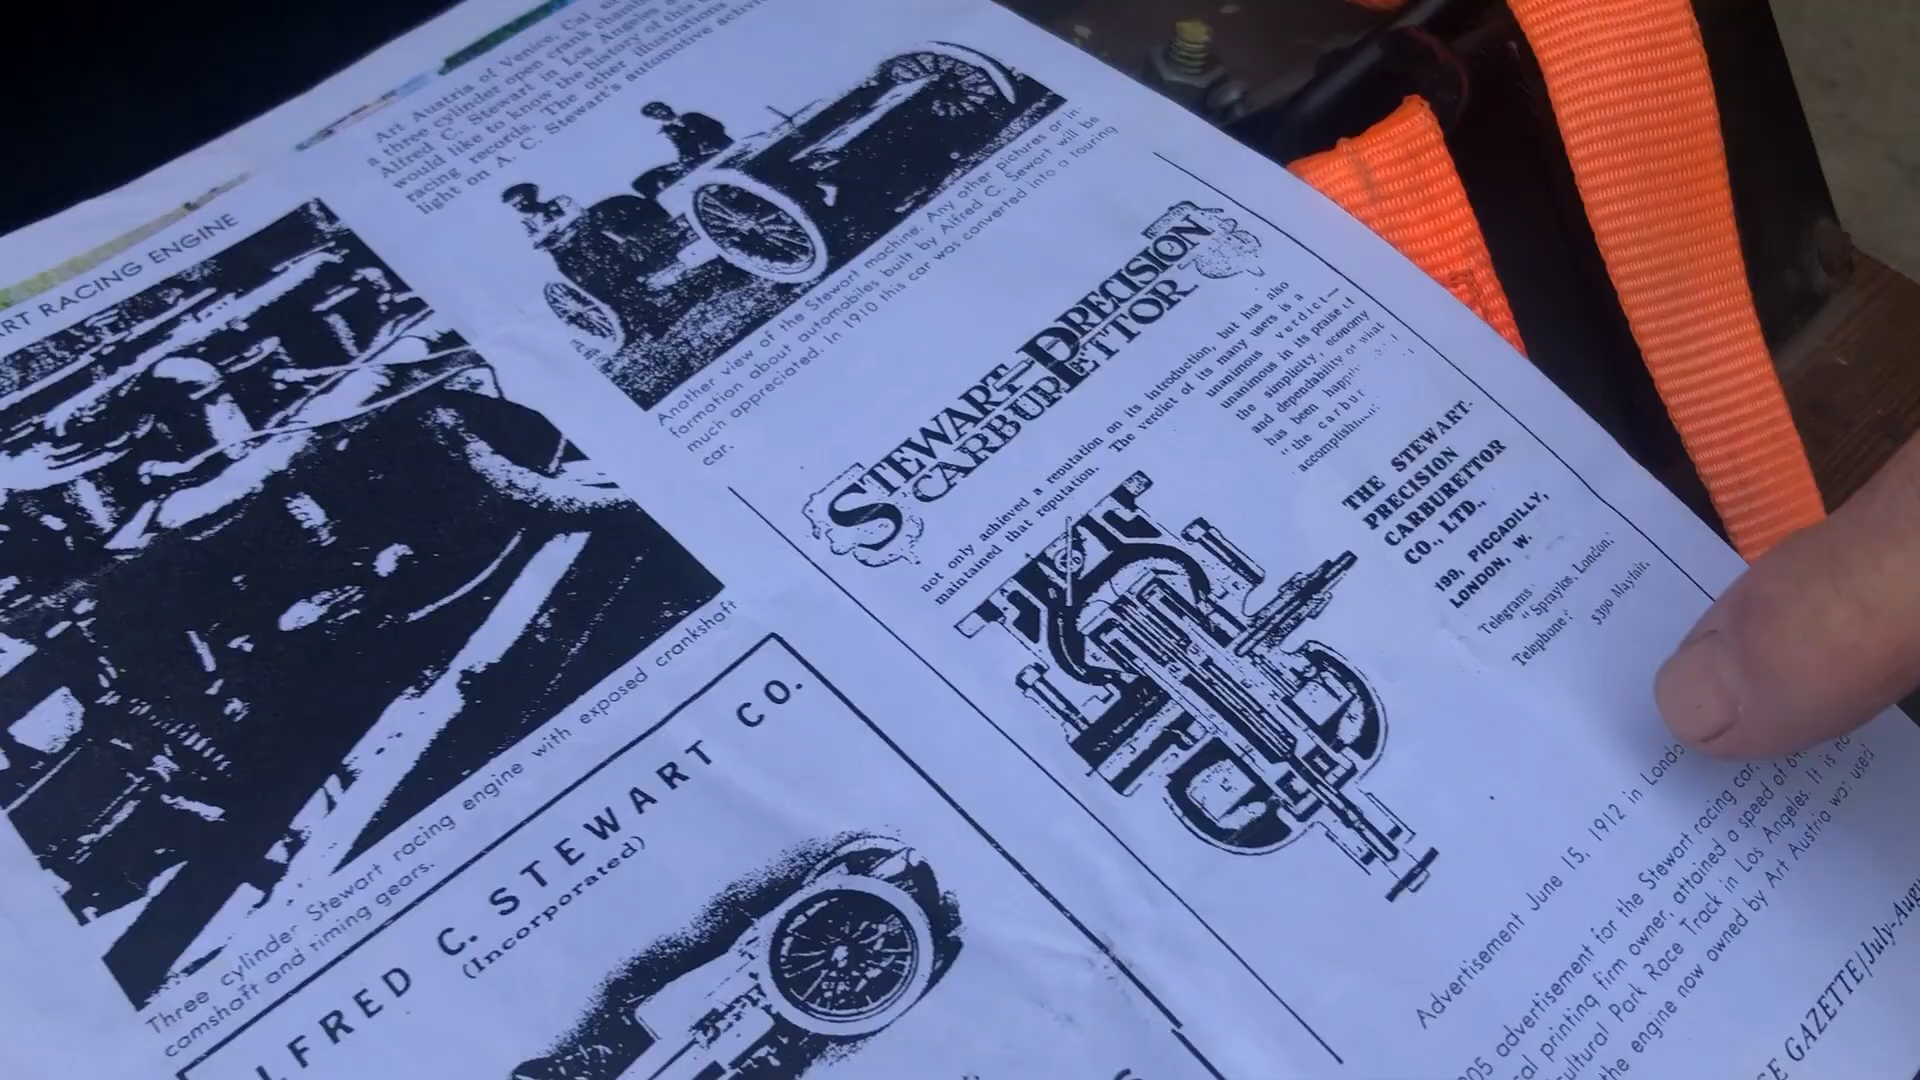 Art Austria of Venice, Cal
a three cylinder open crank
Alfred C. Stewart in Los Angeles
would like to know the history of this
racing records. The other illustrations
light on A. C. Stewart's automotive
RT RACING ENGINE
Three cylinder Stewart racing engine with exposed crankshaft
camshaft and timing gears.
Another view of the Stewart machine. Any other pictures or in-
formation about automobiles built by Alfred C. Sewart will be
much appreciated. In 1910 this car was converted into a touring
car.
LFRED C. STEWART CO.
(Incorporated)
STEWART-PRECISION
CARBURETTOR
not only achieved a reputation on its introduction, but has also
maintained that reputation. The verdict of its many users is a
unanimous verdict—
unanimous in its praise of
the simplicity, economy
and dependability of what
has been
"the carbur
THE STEWART-
PRECISION
CARBURETTOR
CO., LTD.,
199, PICCADILLY,
LONDON, W.
Telegrams:
"Spraylos, London."
Telephone:
5390 Mayfair.
Advertisement June 15, 1912 in
905 advertisement for the Stewart racing car.
printing firm owner, attained a speed of
cultural Park Race Track in Los Angeles. It is
the engine now owned by Art Austria was used
GAZETTE/July-Augu